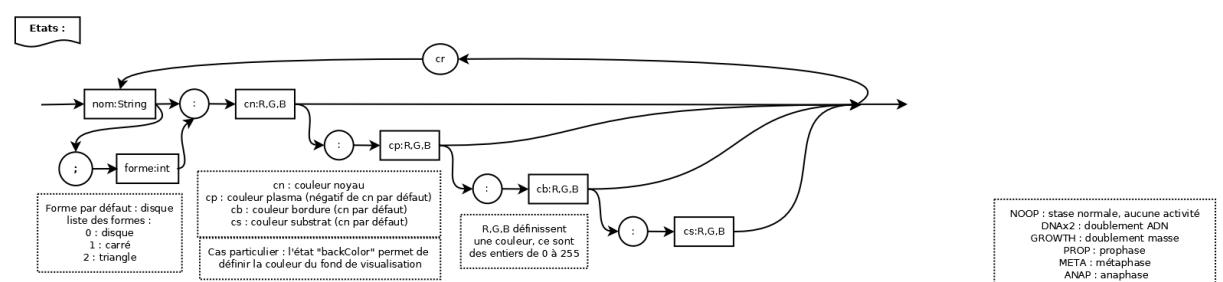 Etats :
cr
nom:String
:
cn:R,G,B
:
cp:R,G,B
;
forme:int
:
cb:R,G,B
:
cs:R,G,B
Forme par défaut : disque
liste des formes :
0 : disque
1 : carré
2 : triangle
cn : couleur noyau
cp : couleur plasma (négatif de cn par défaut)
cb : couleur bordure (cn par défaut)
cs : couleur substrat (cn par défaut)
Cas particulier : l'état "backColor" permet de
définir la couleur du fond de visualisation
R,G,B définissent
une couleur, ce sont
des entiers de 0 à 255
NOOP : stase normale, aucune activité
DNAx2 : doublement ADN
GROWTH : doublement masse
PROP : prophase
META : métaphase
ANAP : anaphase